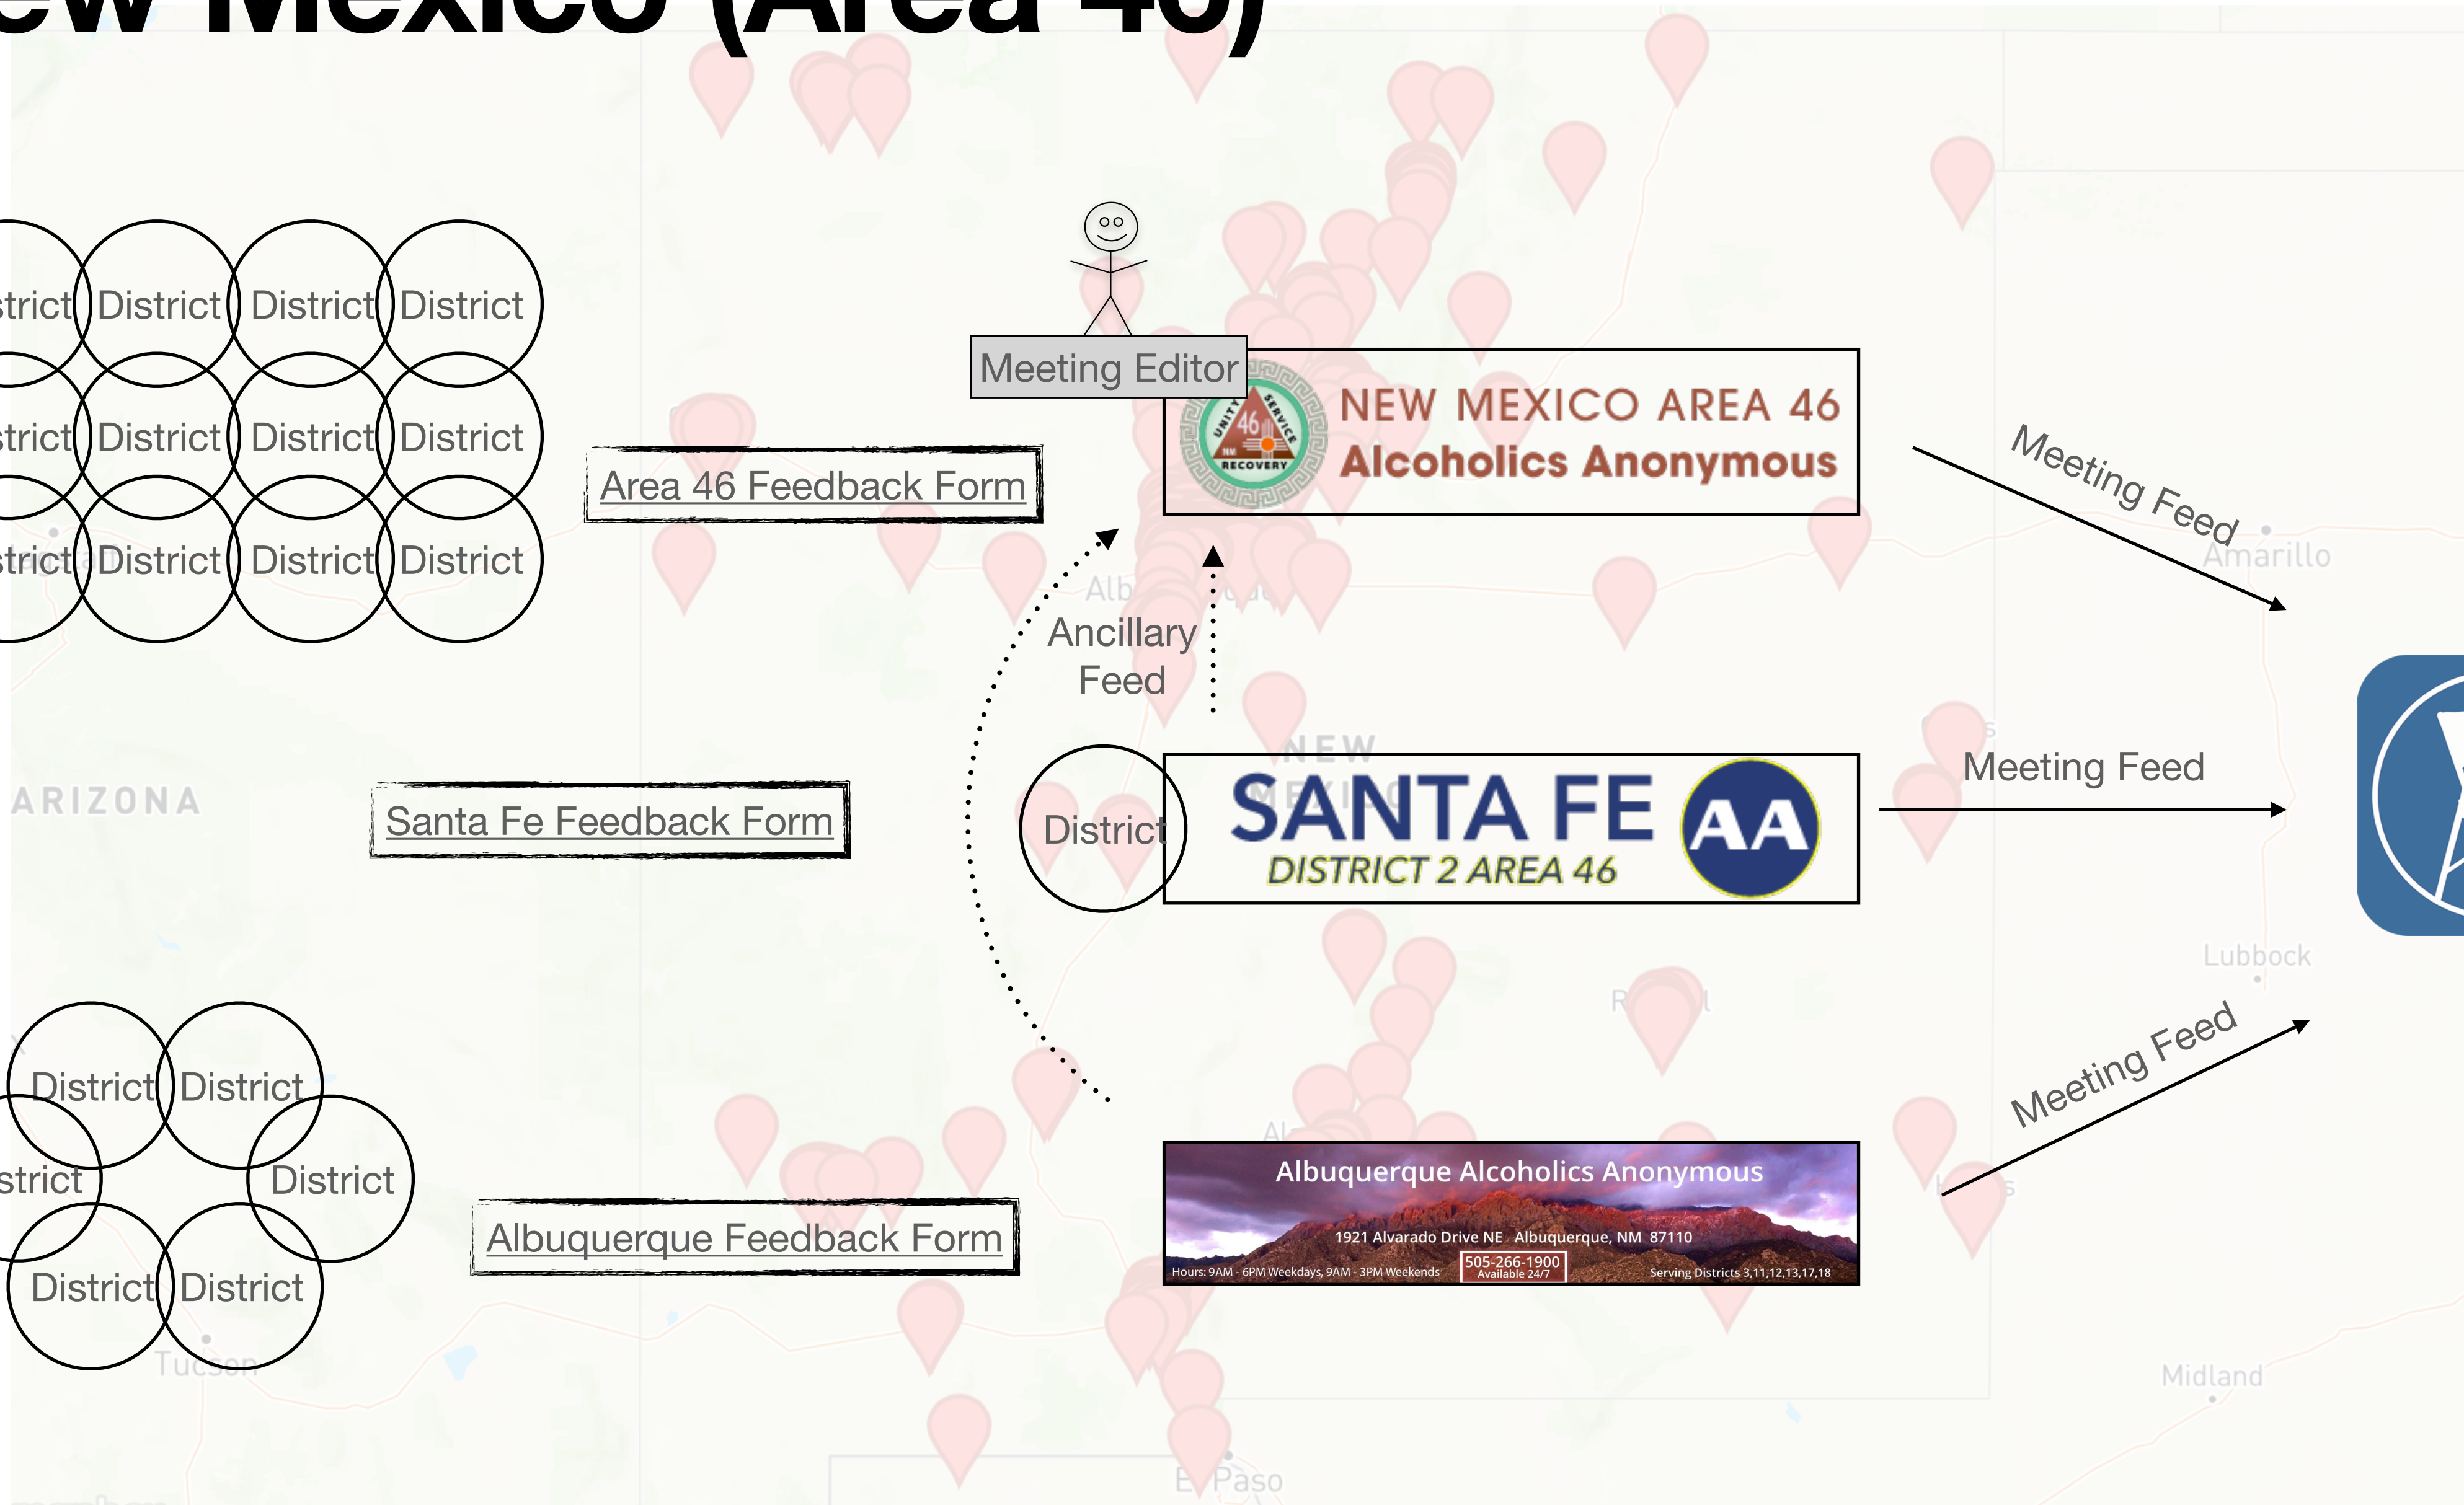 ew Mexico (Area 46)
strict District District District
strict District District District
strict District District District
Meeting Editor
UNITY SERVICE
46
NM
RECOVERY
NEW MEXICO AREA 46
Alcoholics Anonymous
Area 46 Feedback Form
Meeting Feed
Amarillo
Ancillary
Feed
NEW
MEXICO
ARIZONA
Santa Fe Feedback Form
District
SANTA FE
AA
DISTRICT 2 AREA 46
Meeting Feed
Lubbock
District District
strict District
District District
Albuquerque Feedback Form
Albuquerque Alcoholics Anonymous
1921 Alvarado Drive NE Albuquerque, NM 87110
505-266-1900
Available 24/7
Hours: 9AM - 6PM Weekdays, 9AM - 3PM Weekends
Serving Districts 3,11,12,13,17,18
Meeting Feed
Tucson
Midland
El Paso